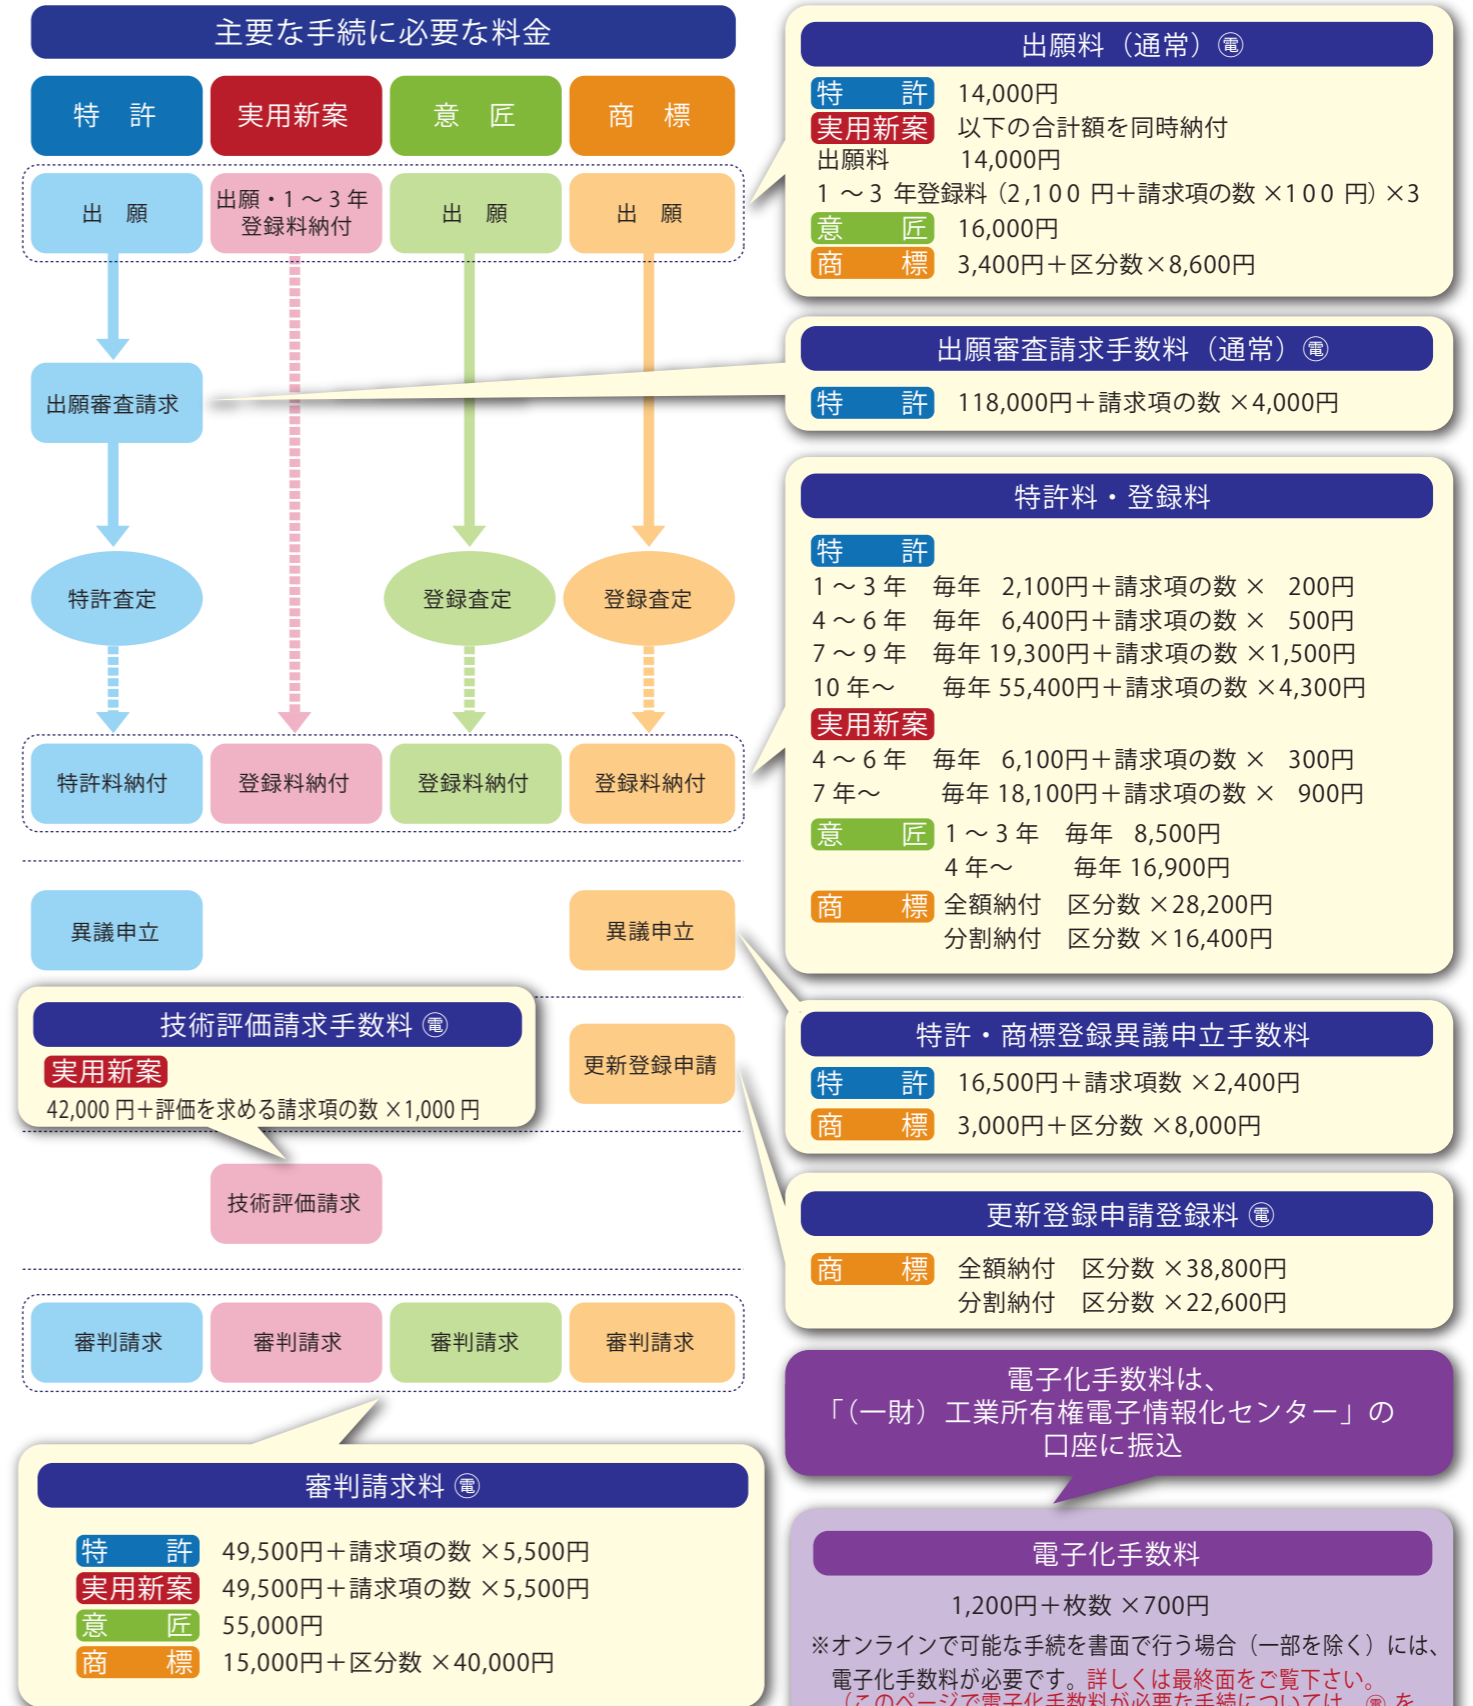 主要な手続に必要な料金
特 許
実用新案
意 匠
商 標
出 願
出願・1～3年
登録料納付
出 願
出 願
出願審査請求
特許査定
登録査定
登録査定
特許料納付
登録料納付
登録料納付
登録料納付
異議申立
異議申立
更新登録申請
技術評価請求手数料 ㊝
実用新案
42,000円＋評価を求める請求項の数×1,000円
技術評価請求
審判請求
審判請求
審判請求
審判請求
審判請求料
特 許 49,500円＋請求項の数×5,500円
実用新案 49,500円＋請求項の数×5,500円
意 匠 55,000円
商 標 15,000円＋区分数×40,000円
出願料（通常）
特 許 14,000円
実用新案 以下の合計額を同時納付
出願料 14,000円
1～3年登録料（2,100円＋請求項の数×100円）×3
意 匠 16,000円
商 標 3,400円＋区分数×8,600円
出願審査請求手数料（通常）
特 許 118,000円＋請求項の数×4,000円
特許料・登録料
特 許
1～3年 毎年 2,100円＋請求項の数× 200円
4～6年 毎年 6,400円＋請求項の数× 500円
7～9年 毎年 19,300円＋請求項の数×1,500円
10年～ 毎年 55,400円＋請求項の数×4,300円
実用新案
4～6年 毎年 6,100円＋請求項の数× 300円
7年～ 毎年 18,100円＋請求項の数× 900円
意 匠 1～3年 毎年 8,500円
4年～ 毎年 16,900円
商 標 全額納付 区分数×28,200円
分割納付 区分数×16,400円
特許・商標登録異議申立手数料
特 許 16,500円＋請求項数×2,400円
商 標 3,000円＋区分数×8,000円
更新登録申請登録料
商 標 全額納付 区分数×38,800円
分割納付 区分数×22,600円
電子化手数料は、
「（一財）工業所有権電子情報化センター」の
口座に振込
電子化手数料
1,200円＋枚数×700円
※オンラインで可能な手続を書面で行う場合（一部を除く）には、
電子化手数料が必要です。詳しくは最終面をご覧下さい。
（このページで電子化手数料が必要な手続については、電を